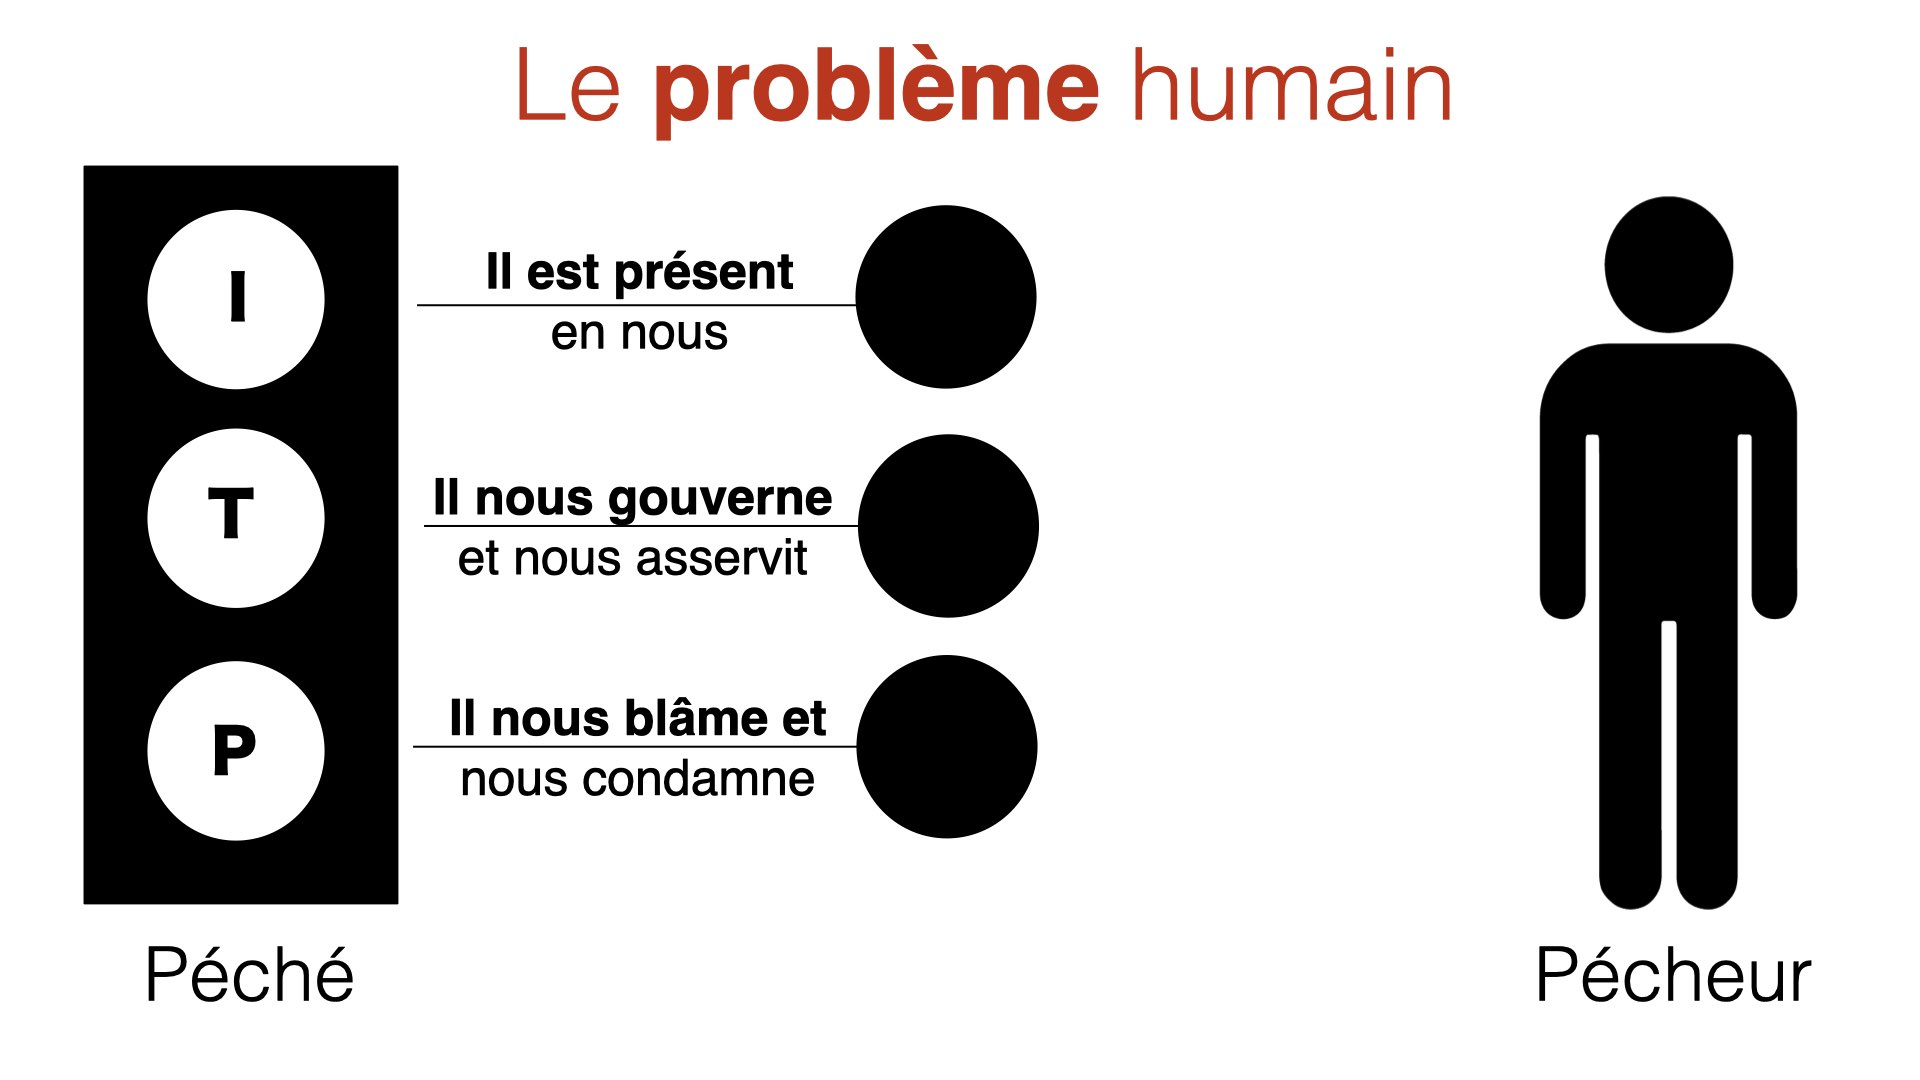 Le problème humain
I
Il est présent
en nous
T
Il nous gouverne
et nous asservit
P
Il nous blâme et
nous condamne
Péché
Pécheur